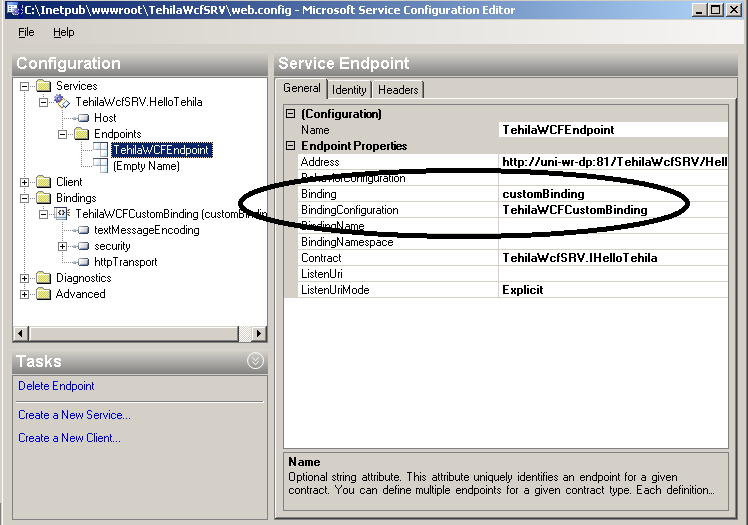 C:\Inetpub\wwwroot\TehilaWcfSRV\web.config - Microsoft Service Configuration Editor
File Help
Configuration
Services
TehilaWcfSRV.HelloTehila
Host
Endpoints
TehilaWCFEndpoint
(Empty Name)
Client
Bindings
TehilaWCFCustomBinding (customBindin
textMessageEncoding
security
httpTransport
Diagnostics
Advanced
Tasks
Delete Endpoint
Create a New Service...
Create a New Client...
Service Endpoint
General Identity Headers
(Configuration)
Name TehilaWCFEndpoint
Endpoint Properties
Address http://uni-wr-dp:81/TehilaWcfSRV/Hell
BehaviorConfiguration
Binding customBinding
BindingConfiguration TehilaWCFCustomBinding
BindingName
BindingNamespace
Contract TehilaWcfSRV.IHelloTehila
ListenUri
ListenUriMode Explicit
Name
Optional string attribute. This attribute uniquely identifies an endpoint for a given
contract. You can define multiple endpoints for a given contract type. Each definition...